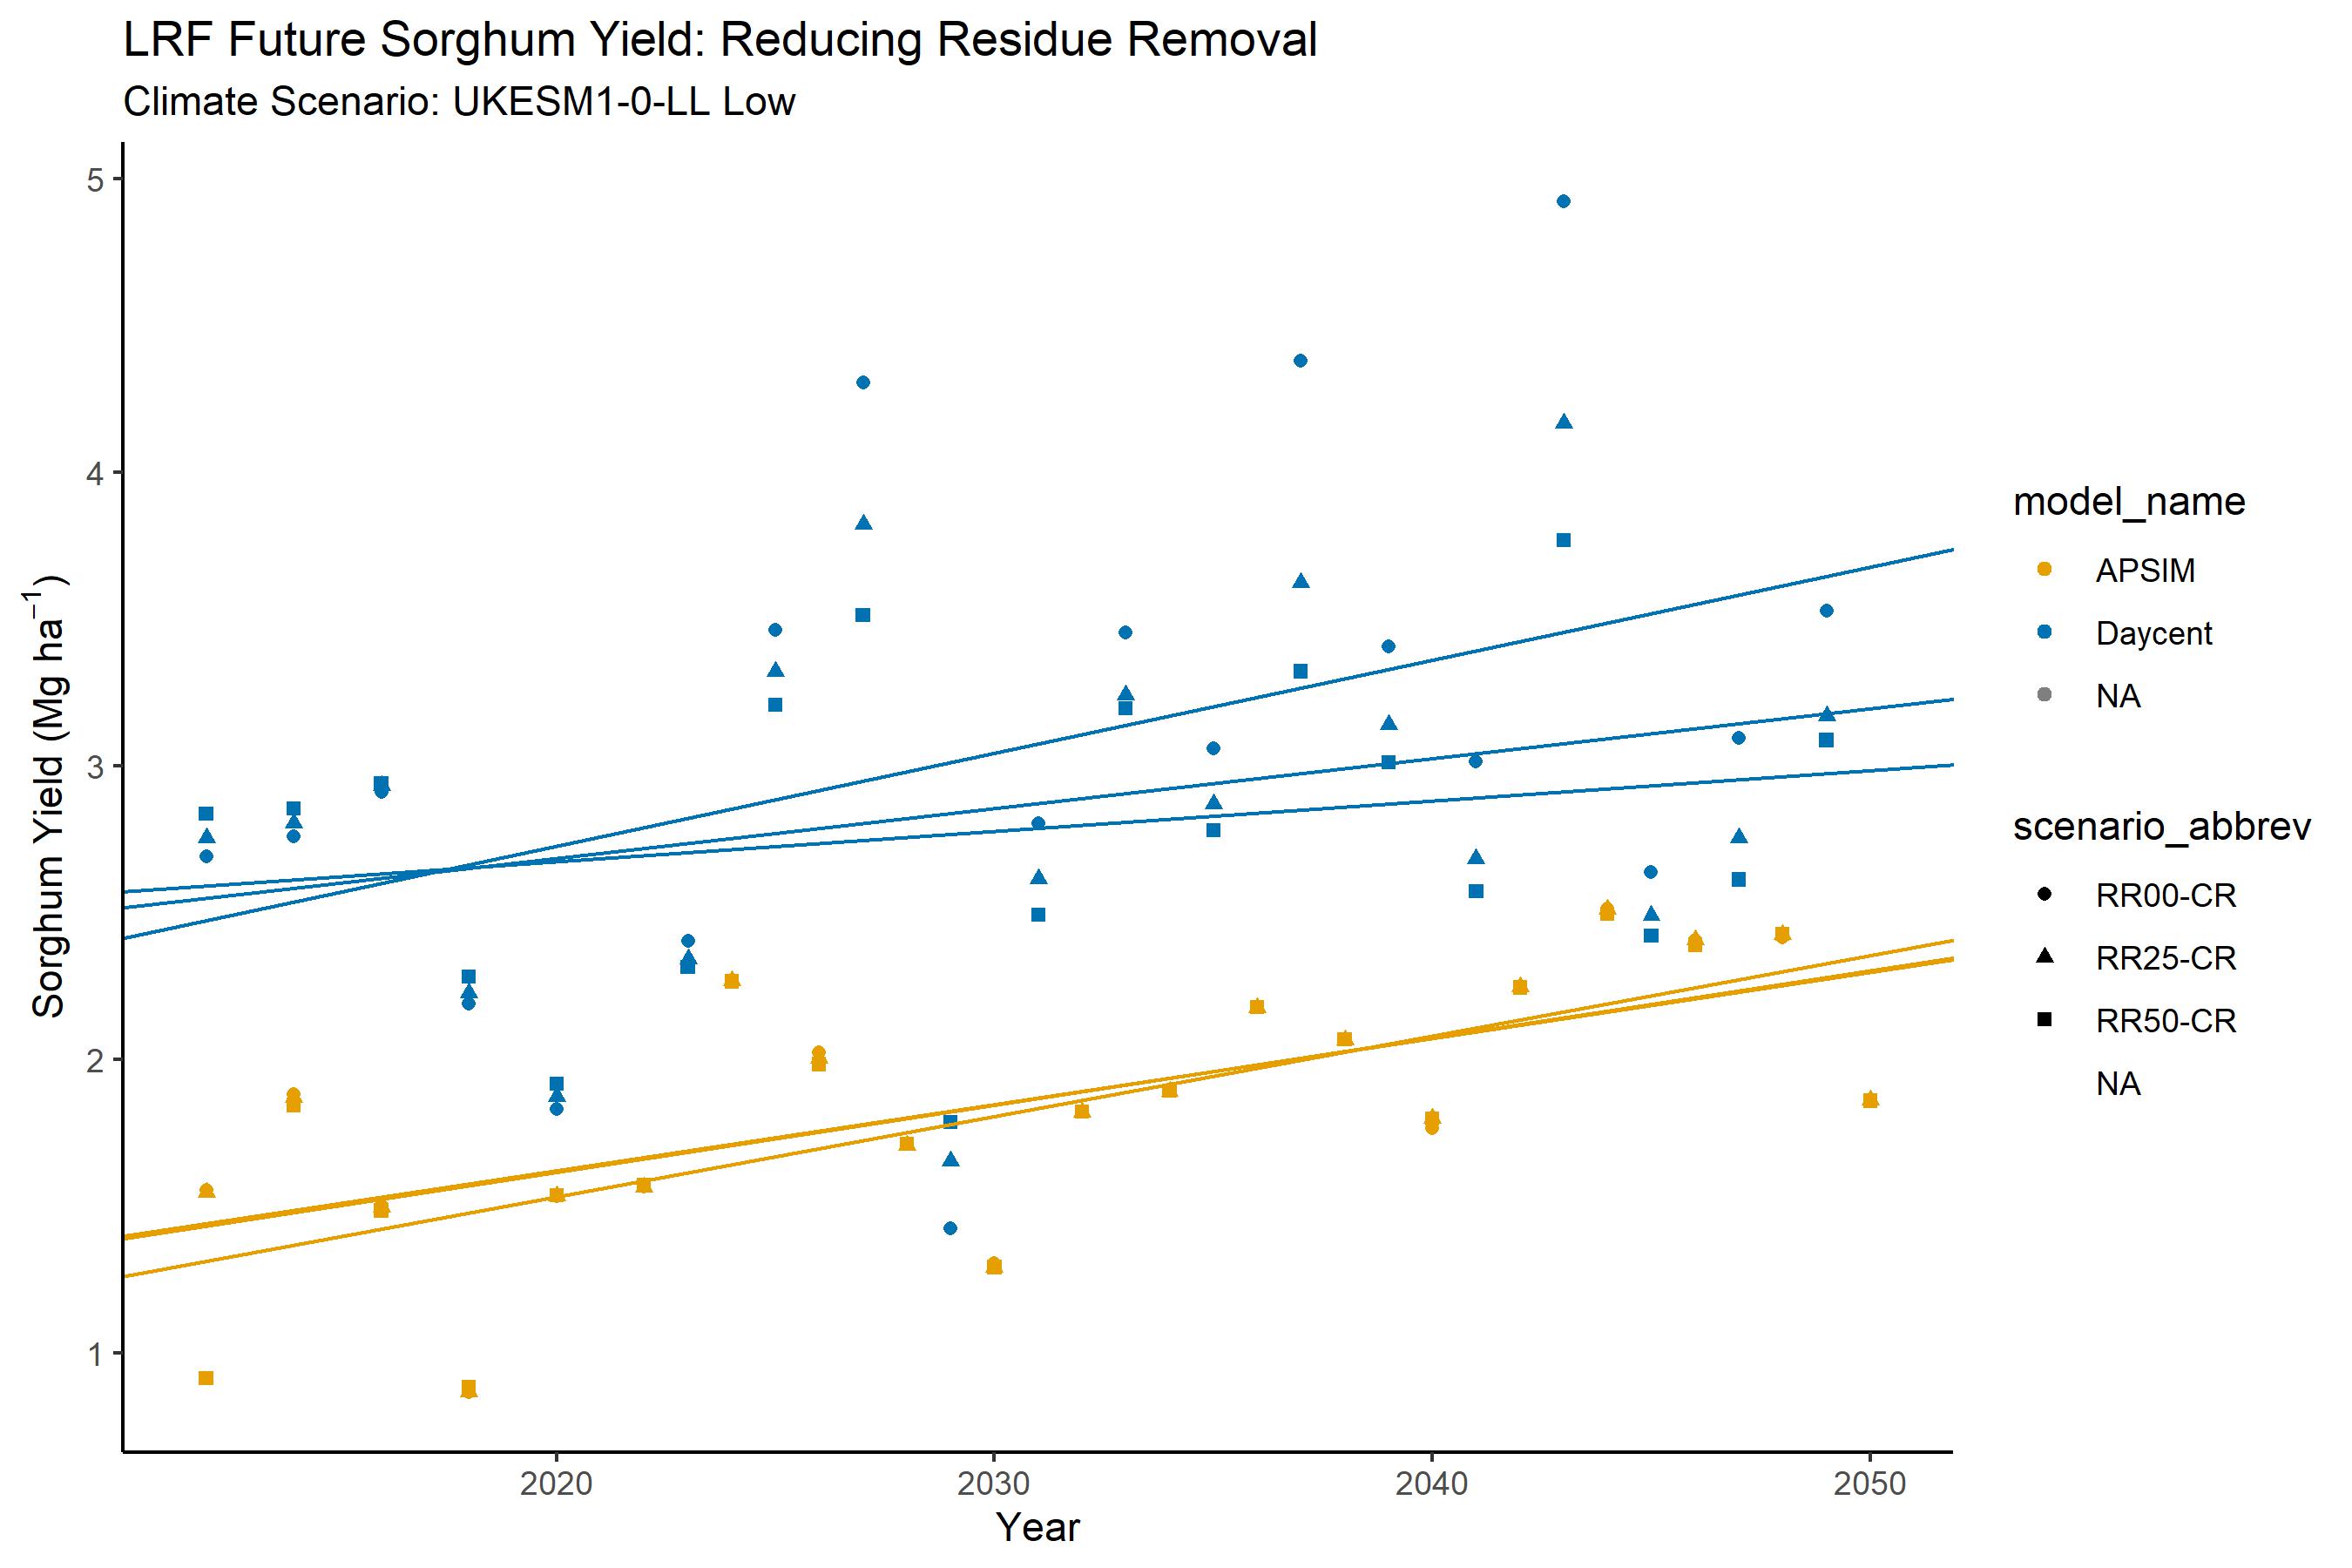 LRF Future Sorghum Yield: Reducing Residue Removal
Climate Scenario: UKESM1-0-LL Low
Sorghum Yield (Mg ha⁻¹)
5
4
3
2
1
2020
2030
2040
2050
Year
model_name
APSIM
Daycent
NA
scenario_abbrev
RR00-CR
RR25-CR
RR50-CR
NA